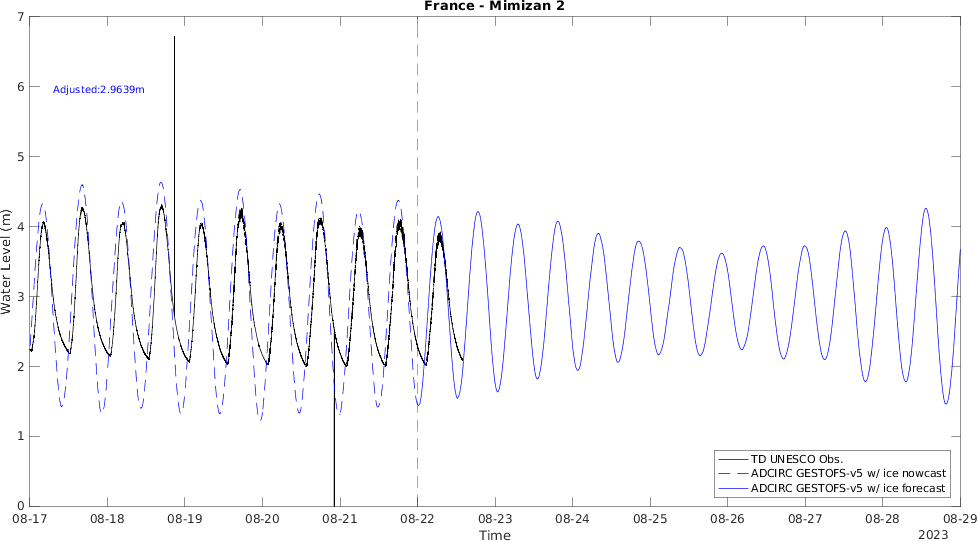 France - Mimizan 2
7
6
5
4
3
2
1
0
Water Level (m)
Adjusted:2.9639m
TD UNESCO Obs.
ADCIRC GESTOFS-v5 w/ ice nowcast
ADCIRC GESTOFS-v5 w/ ice forecast
08-17 08-18 08-19 08-20 08-21 08-22 08-23 08-24 08-25 08-26 08-27 08-28 08-29
Time
2023